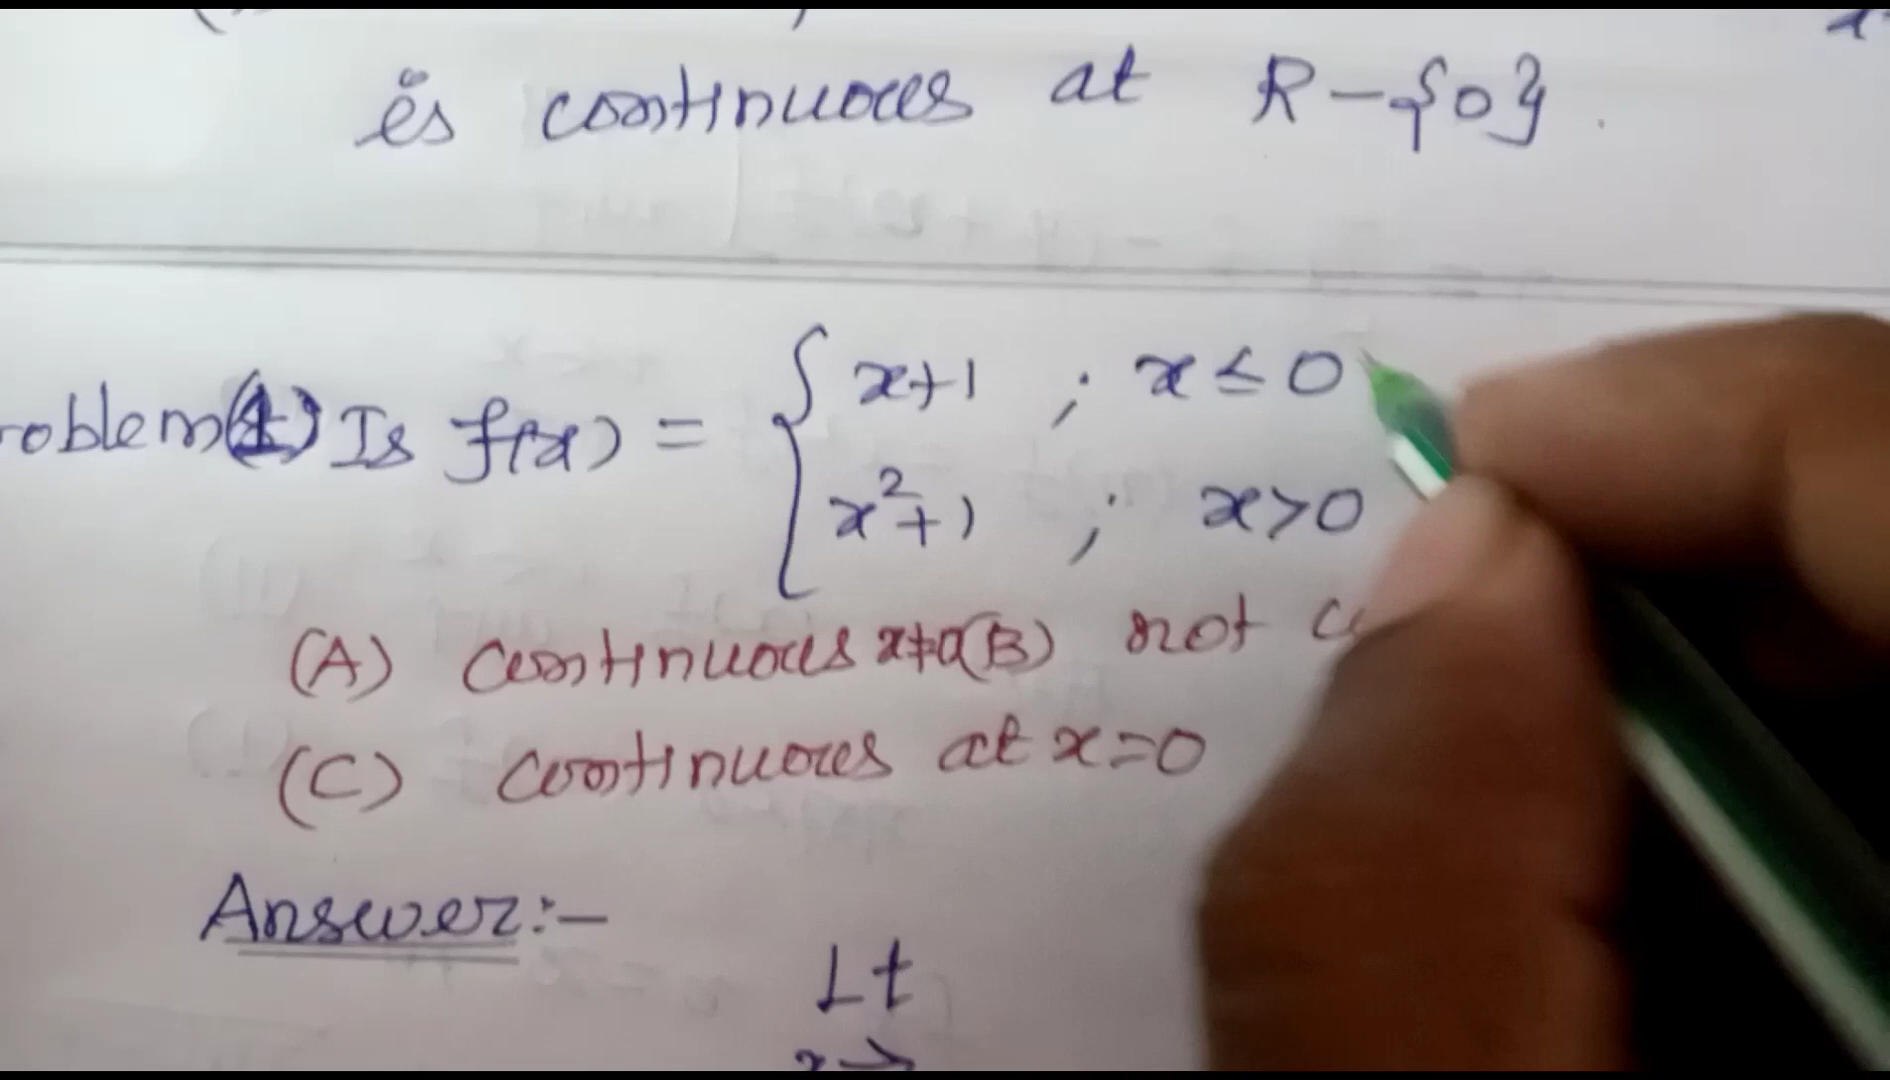 is continuous at R-{0}.
roblem(1) Is f(x) = { x+1 ; x ≤ 0
x²+1 ; x>0
(A) continuous x≠0 (B) not
(C) continuous at x=0
Answer:-
Lt
x→